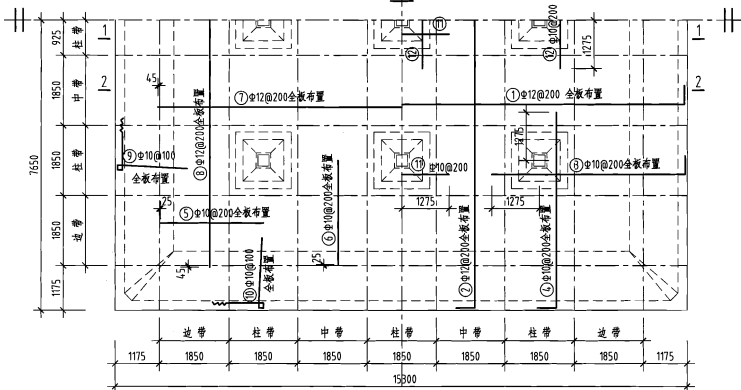 1
1
2
2
925
柱带
1850
中带
1850
柱带
1850
边带
1175
7650
45
⑦Φ12@200全板布置
①Φ12@200 全板布置
⑧Φ12@200全板布置
⑪
⑫
⑫Φ10@200
1275
⑨Φ10@100
全板布置
⑪
Φ10@200
1275
③Φ10@200全板布置
1275
1275
25
⑤Φ10@200全板布置
⑥Φ10@200全板布置
25
45
⑩Φ10@100
全板布置
②Φ12@200全板布置
④Φ10@200全板布置
边带 柱带 中带 柱带 中带 柱带 边带
1175 1850 1850 1850 1850 1850 1850 1850 1175
15300